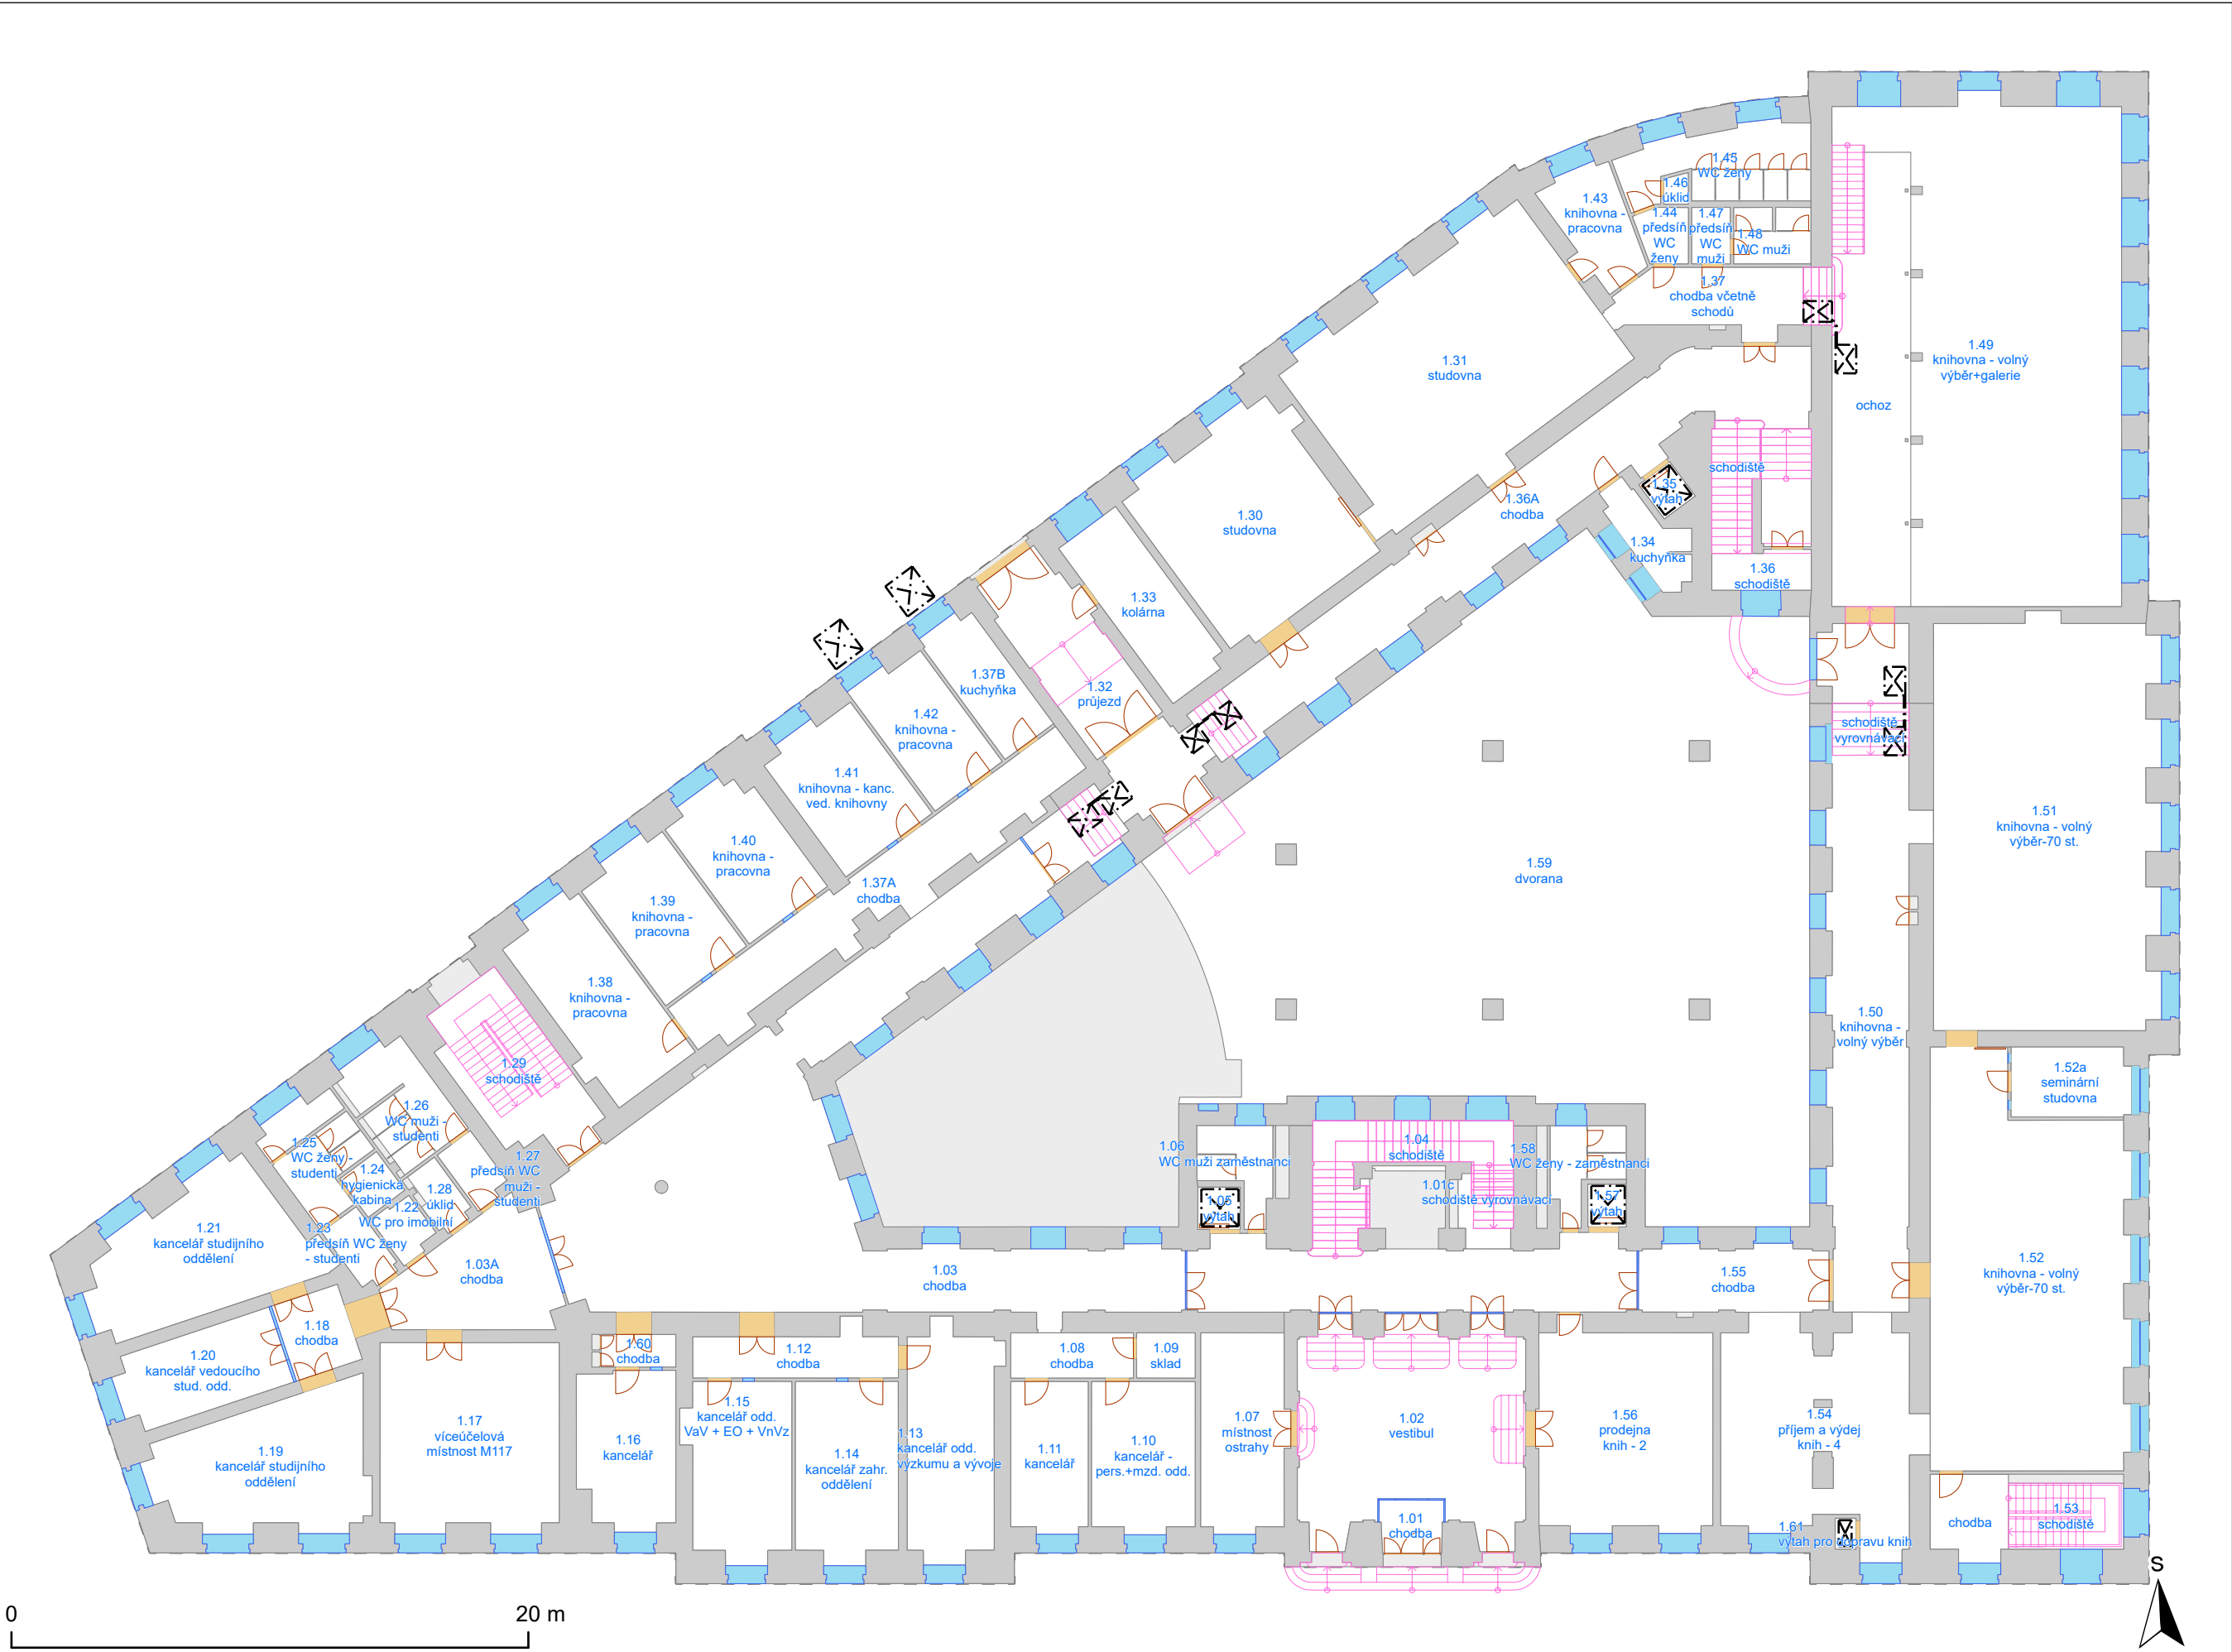 1.45
WC ženy
1.46
úklid
1.43
knihovna -
pracovna
1.44
předsíň
WC
ženy
1.47
předsíň
WC
muži
1.48
WC muži
1.37
chodba včetně
schodů
1.49
knihovna - volný
výběr+galerie
ochoz
1.31
studovna
schodiště
1.35
výtah
1.36A
chodba
1.30
studovna
1.34
kuchyňka
1.36
schodiště
1.33
kolárna
1.37B
kuchyňka
1.32
průjezd
1.42
knihovna -
pracovna
schodiště
vyrovnávací
1.41
knihovna - kanc.
ved. knihovny
1.51
knihovna - volný
výběr-70 st.
1.40
knihovna -
pracovna
1.59
dvorana
1.37A
chodba
1.39
knihovna -
pracovna
1.38
knihovna -
pracovna
1.50
knihovna -
volný výběr
1.29
schodiště
1.52a
seminární
studovna
1.26
WC muži -
studenti
1.25
WC ženy -
studenti
1.24
hygienická
kabina
1.27
předsíň WC
muži -
studenti
1.28
úklid
1.22
WC pro imobilní
1.23
předsíň WC ženy
- studenti
1.21
kancelář studijního
oddělení
1.06
WC muži zaměstnanci
1.04
schodiště
1.58
WC ženy - zaměstnanci
1.01c
schodiště vyrovnávací
1.05
výtah
1.57
výtah
1.03A
chodba
1.03
chodba
1.55
chodba
1.52
knihovna - volný
výběr-70 st.
1.18
chodba
1.20
kancelář vedoucího
stud. odd.
1.60
chodba
1.12
chodba
1.08
chodba
1.09
sklad
1.19
kancelář studijního
oddělení
1.17
víceúčelová
místnost M117
1.16
kancelář
1.15
kancelář odd.
VaV + EO + VnVz
1.14
kancelář zahr.
oddělení
1.13
kancelář odd.
výzkumu a vývoje
1.11
kancelář
1.10
kancelář -
pers.+mzd. odd.
1.07
místnost
ostrahy
1.02
vestibul
1.56
prodejna
knih - 2
1.54
příjem a výdej
knih - 4
1.01
chodba
1.61
výtah pro dopravu knih
chodba
1.53
schodiště
S
0
20 m